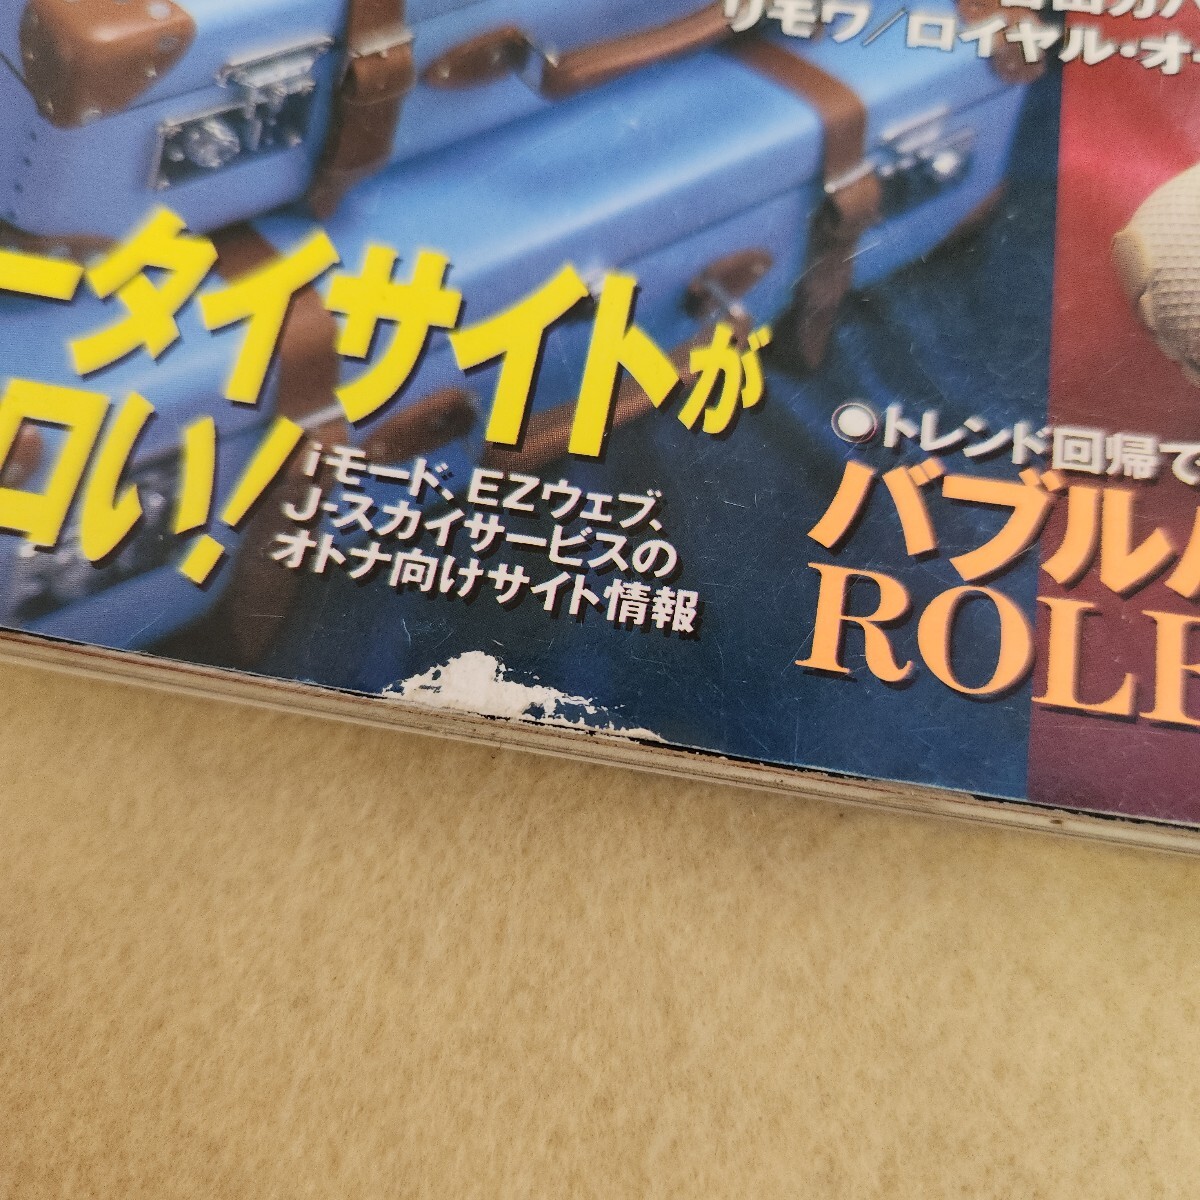 リモワ/ロイヤル・オ
ータイサイトが
ロい!
iモード、EZウェブ、
J-スカイサービスの
オトナ向けサイト情報
●トレンド回帰で
バブル
ROLE